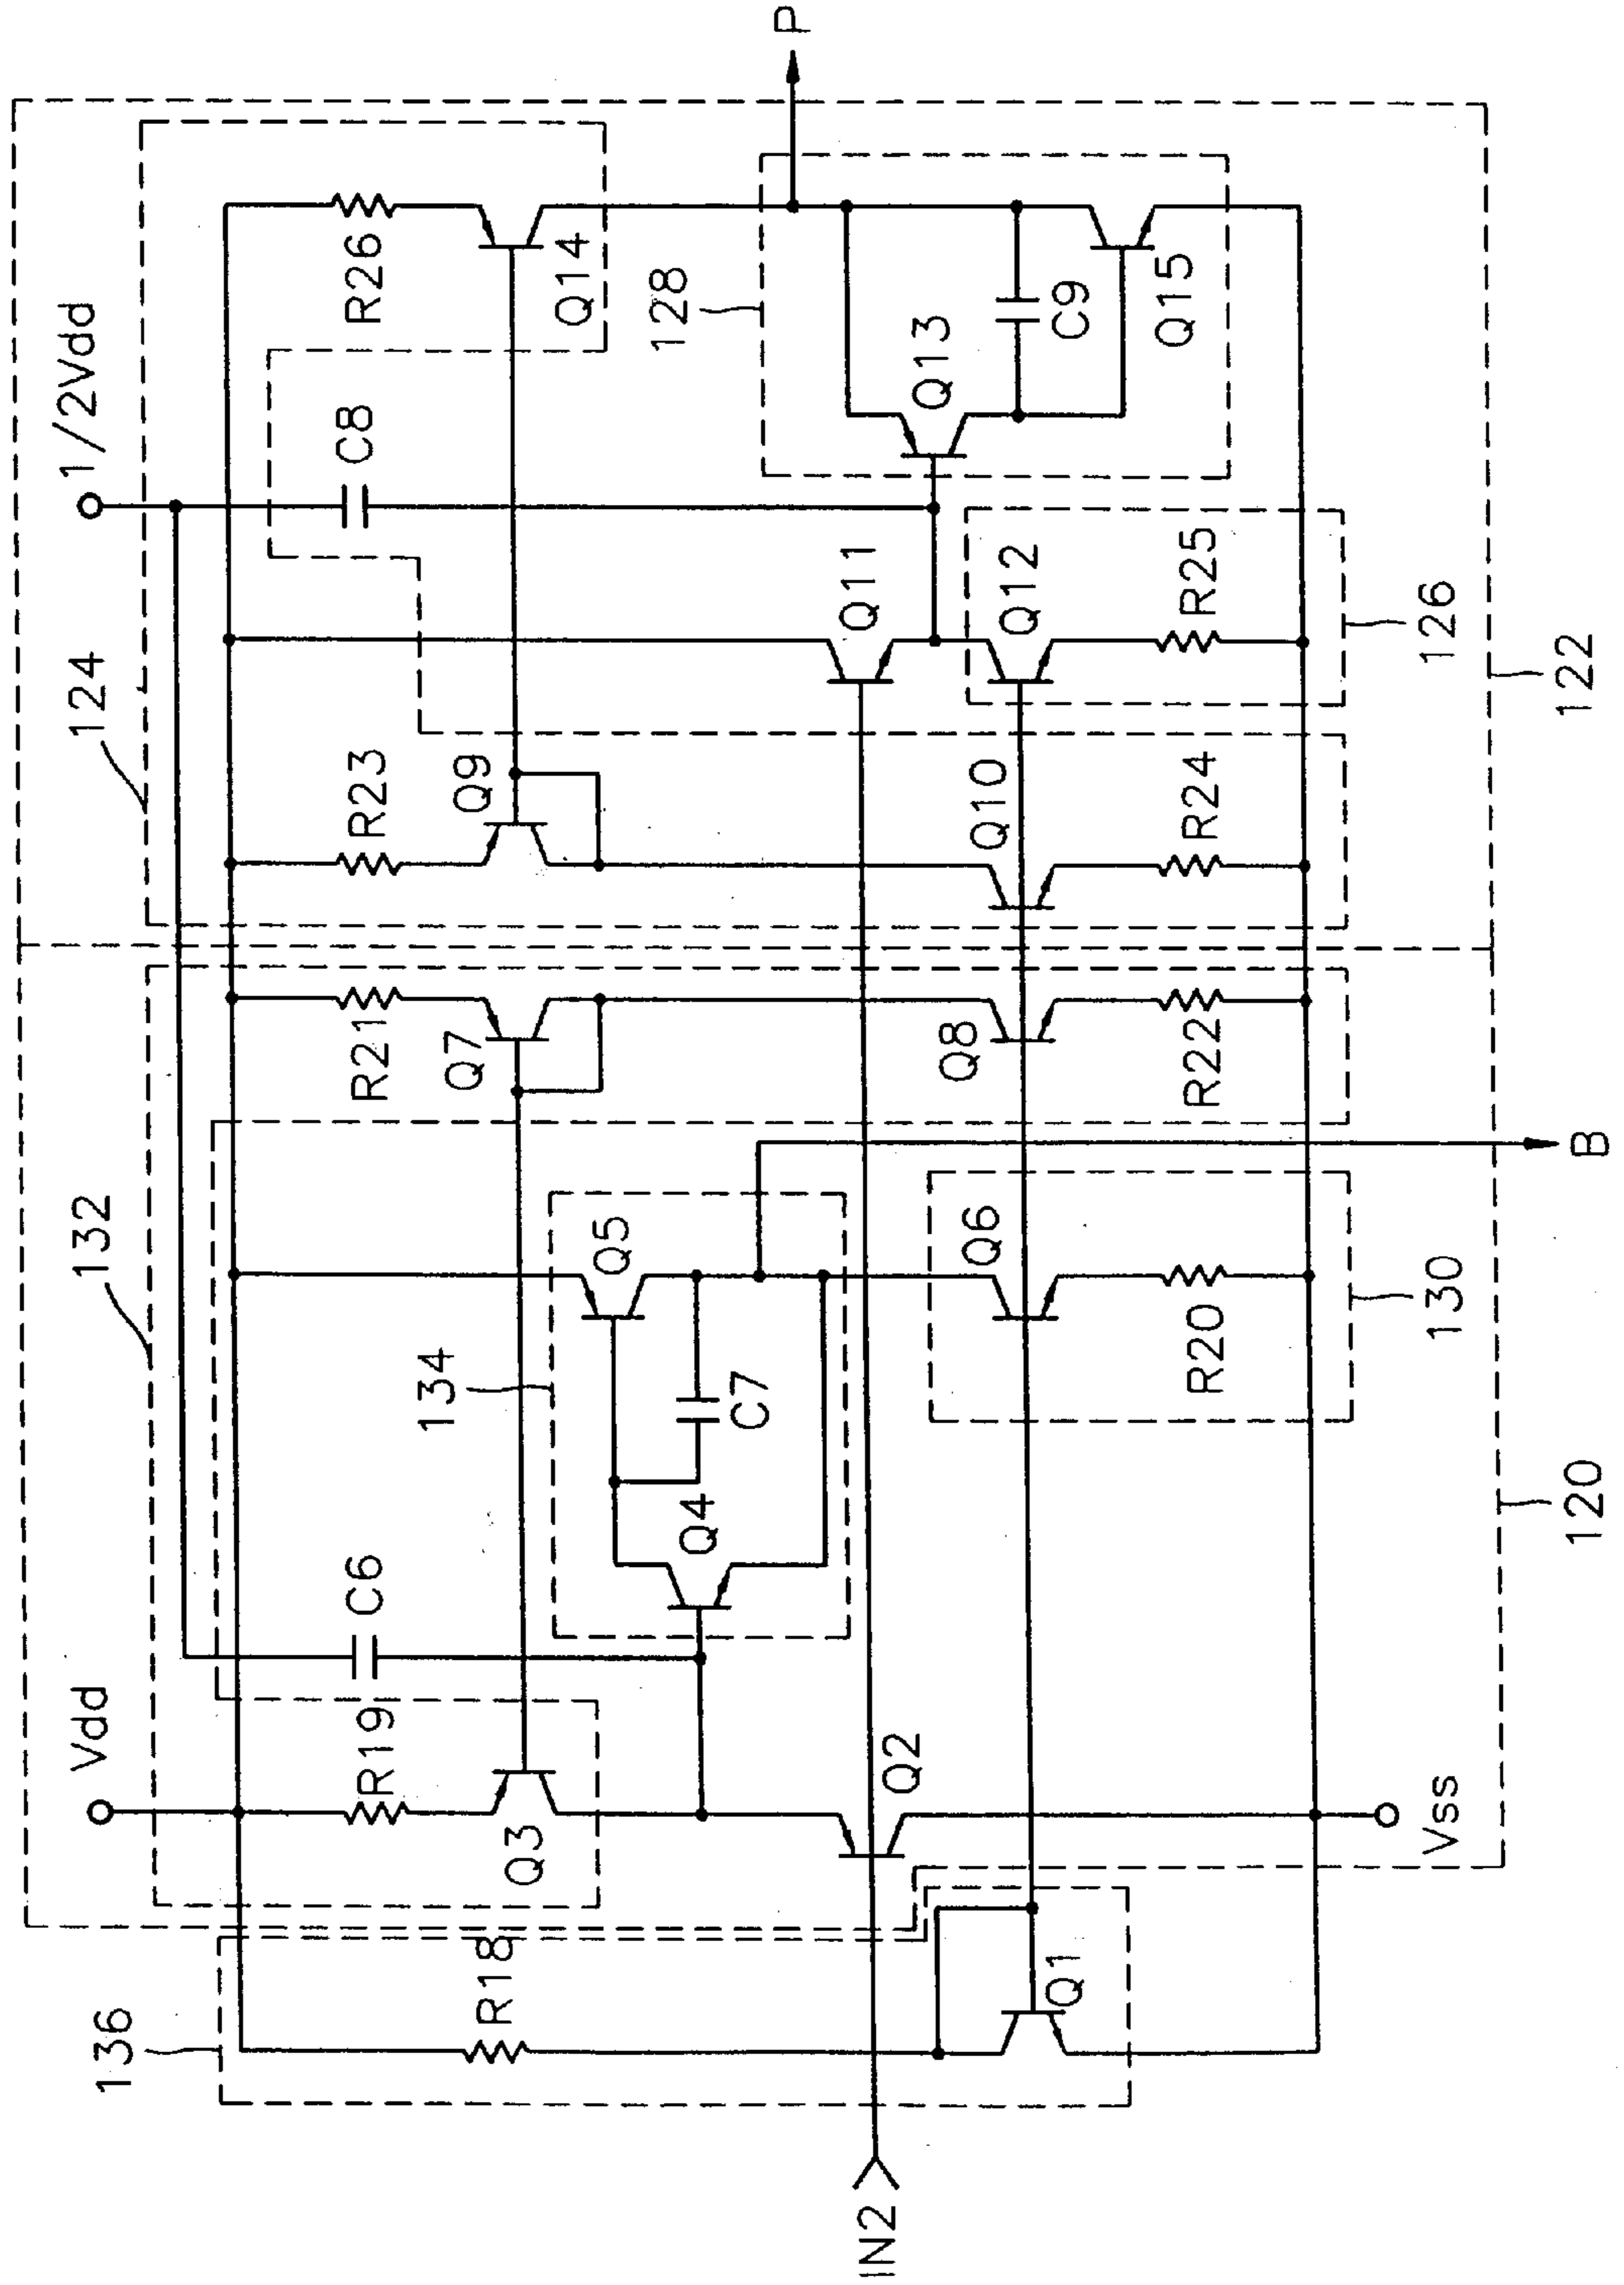 Vdd
1/2Vdd
132
124
136
R18
R19
C6
R21
R23
C8
R26
Q3
Q7
Q9
Q14
134
Q4
Q5
C7
128
Q13
C9
Q15
P
IN2
Q2
Q11
Q1
Q6
Q8
Q10
Q12
R20
R22
R24
R25
Vss
130
126
120
B
122